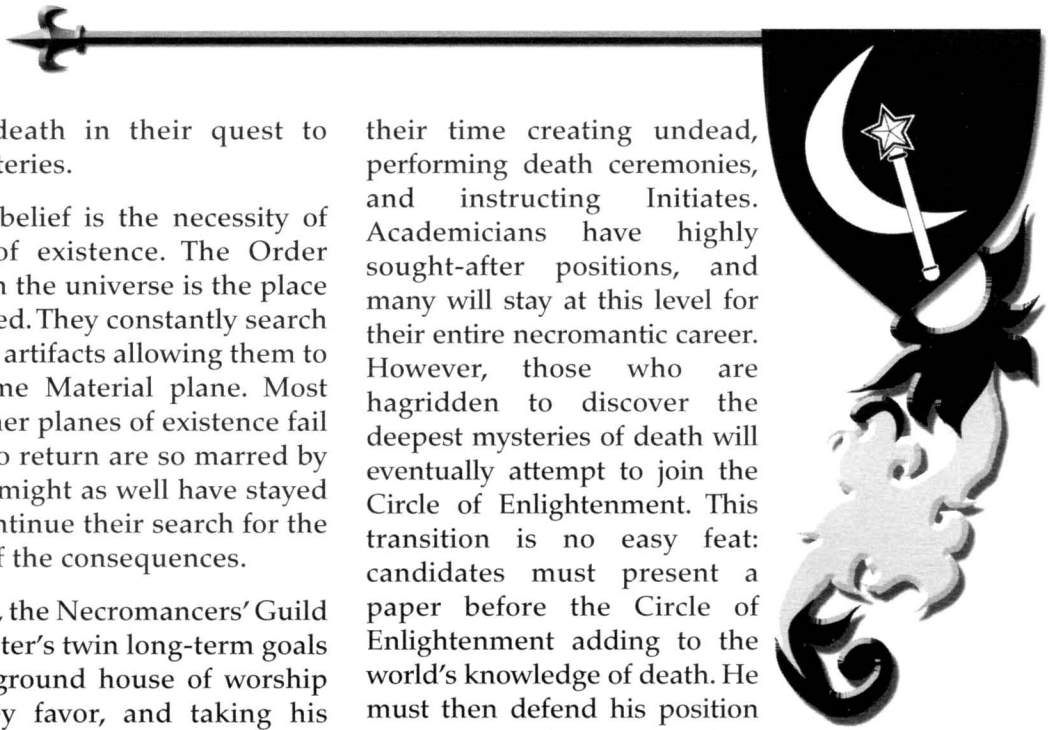 death in their quest to
teries.
belief is the necessity of
of existence. The Order
the universe is the place
ed. They constantly search
artifacts allowing them to
me Material plane. Most
er planes of existence fail
o return are so marred by
might as well have stayed
ntinue their search for the
f the consequences.
, the Necromancers' Guild
ter's twin long-term goals
ground house of worship
y favor, and taking his
their time creating undead,
performing death ceremonies,
and instructing Initiates.
Academicians have highly
sought-after positions, and
many will stay at this level for
their entire necromantic career.
However, those who are
hagridden to discover the
deepest mysteries of death will
eventually attempt to join the
Circle of Enlightenment. This
transition is no easy feat:
candidates must present a
paper before the Circle of
Enlightenment adding to the
world's knowledge of death. He
must then defend his position